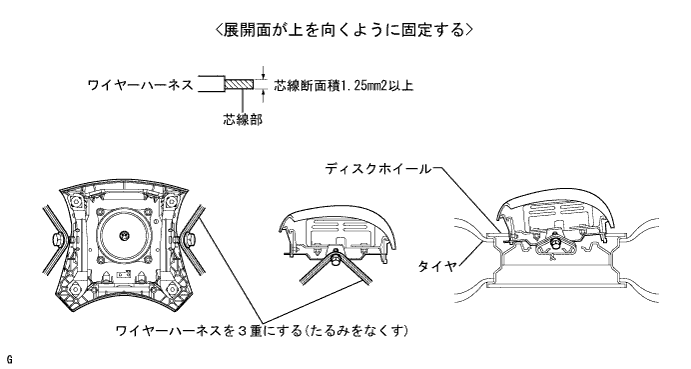 <展開面が上を向くように固定する>
ワイヤーハーネス
芯線断面積1.25mm2以上
芯線部
ディスクホイール
タイヤ
ワイヤーハーネスを3重にする(たるみをなくす)
G